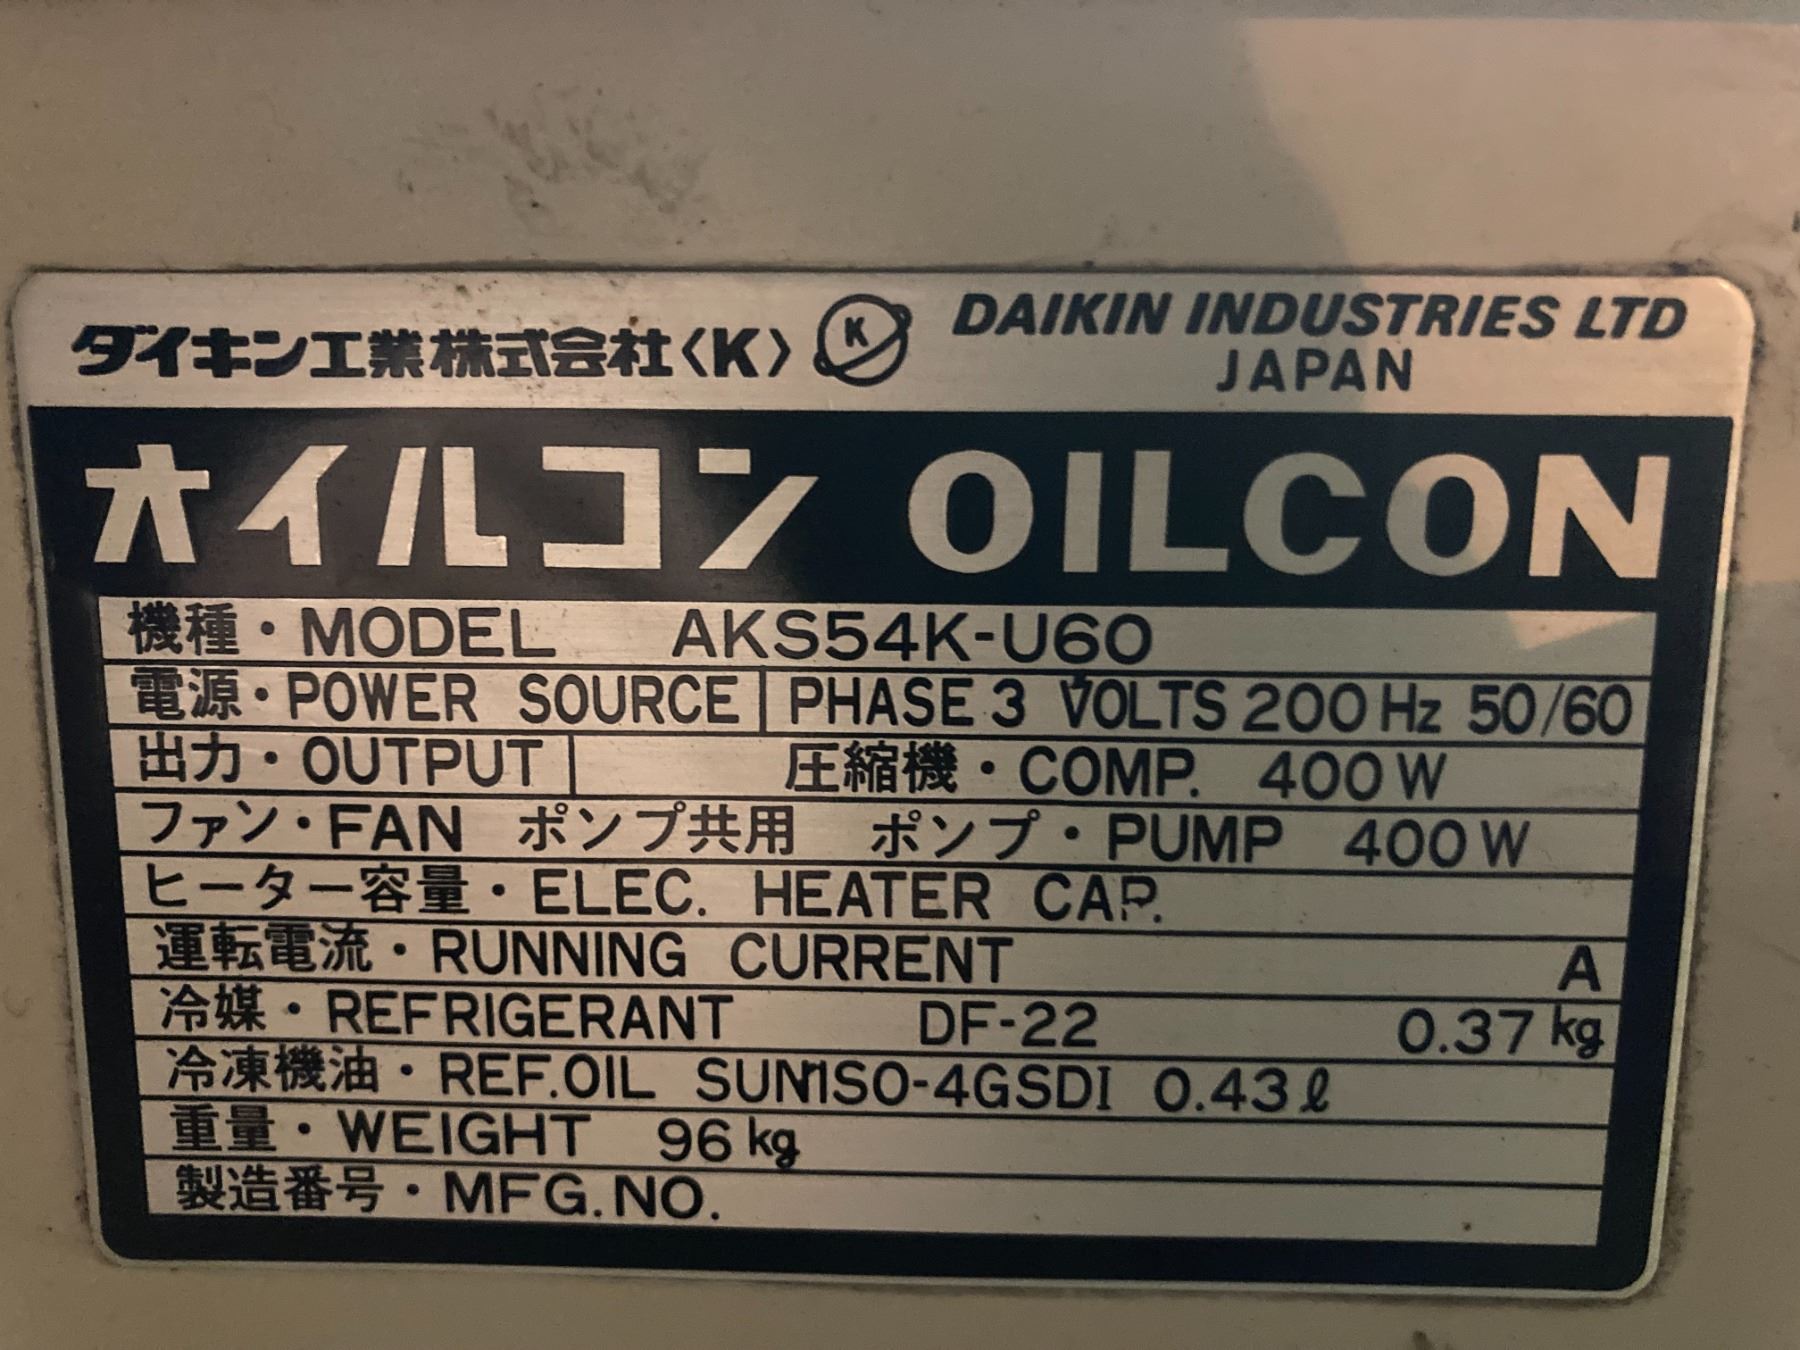 ダイキン工業株式会社〈K〉 K DAIKIN INDUSTRIES LTD
JAPAN
オイルコン OILCON
機種・MODEL AKS54K-U60
電源・POWER SOURCE PHASE 3 VOLTS 200 Hz 50/60
出力・OUTPUT 圧縮機・COMP. 400W
ファン・FAN ポンプ共用 ポンプ・PUMP 400W
ヒーター容量・ELEC. HEATER CAP.
運転電流・RUNNING CURRENT A
冷媒・REFRIGERANT DF-22 0.37 kg
冷凍機油・REF.OIL SUNISO-4GSDI 0.43ℓ
重量・WEIGHT 96 kg
製造番号・MFG.NO.